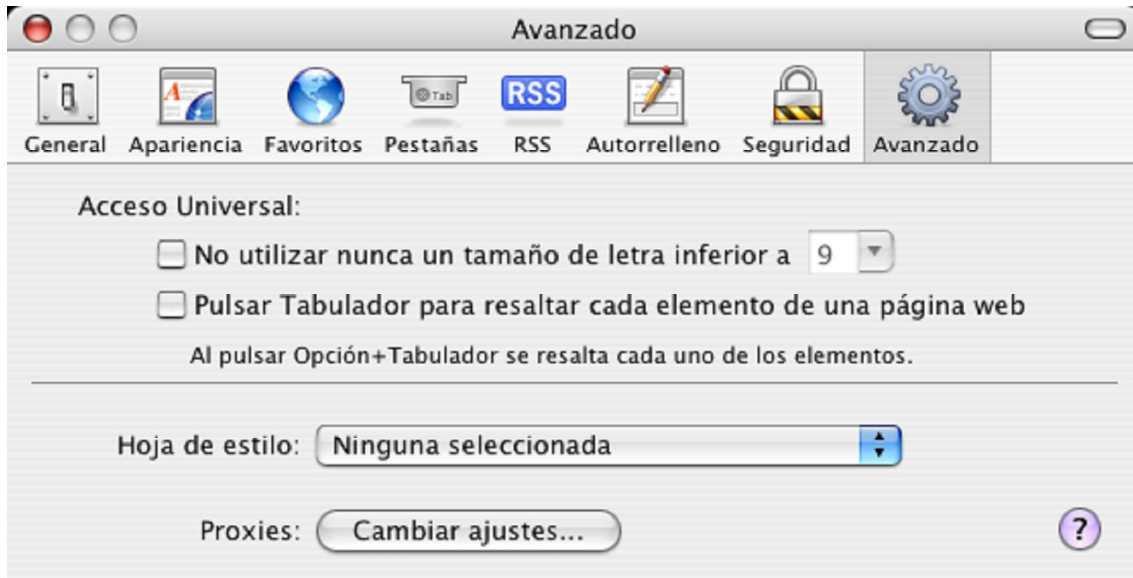 Avanzado
Tab
RSS
General Apariencia Favoritos Pestañas RSS Autorrelleno Seguridad Avanzado
Acceso Universal:
No utilizar nunca un tamaño de letra inferior a 9
Pulsar Tabulador para resaltar cada elemento de una página web
Al pulsar Opción+Tabulador se resalta cada uno de los elementos.
Hoja de estilo: Ninguna seleccionada
Proxies: Cambiar ajustes... ?